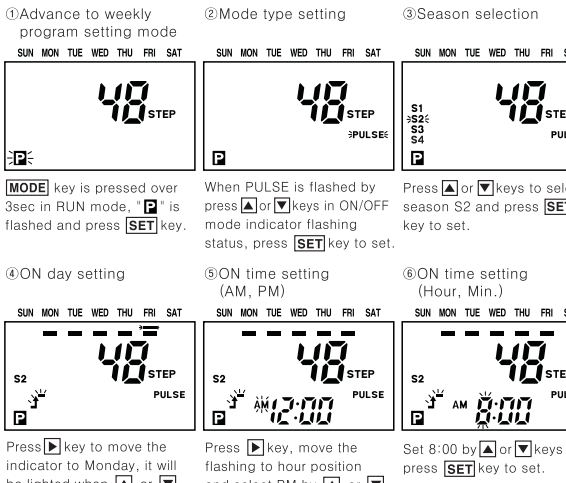 ①Advance to weekly
program setting mode
SUN MON TUE WED THU FRI SAT
48 STEP
P
MODE key is pressed over
3sec in RUN mode, " P " is
flashed and press SET key.
②Mode type setting
SUN MON TUE WED THU FRI SAT
48 STEP
PULSE
P
When PULSE is flashed by
press ▲ or ▼ keys in ON/OFF
mode indicator flashing
status, press SET key to set.
③Season selection
SUN MON TUE WED THU FRI
48
S1
S2
S3
S4
P
Press ▲ or ▼ keys to
season S2 and press
key to set.
④ON day setting
SUN MON TUE WED THU FRI SAT
48 STEP
S2
PULSE
P
Press ▶ key to move the
indicator to Monday, it will
be lighted when ▲ or ▼
⑤ON time setting
(AM, PM)
SUN MON TUE WED THU FRI SAT
48 STEP
S2
PULSE
P AM 12:00
Press ▶ key, move the
flashing to hour position
and select PM by ▲ or ▼
⑥ON time setting
(Hour, Min.)
SUN MON TUE WED THU FRI
48
S2
P AM 8:00
Set 8:00 by ▲ or ▼ keys
press SET key to set.